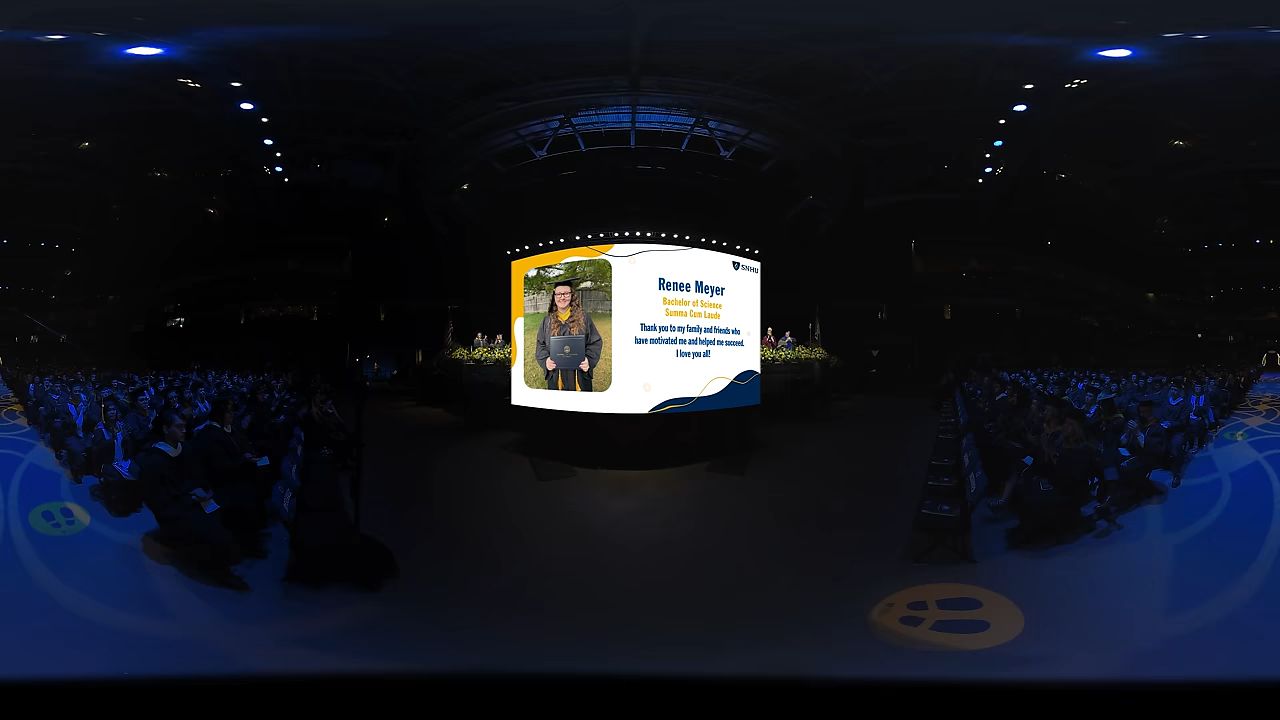 SNHU
Renee Meyer
Bachelor of Science
Summa Cum Laude
Thank you to my family and friends who
have motivated me and helped me succeed.
I love you all!